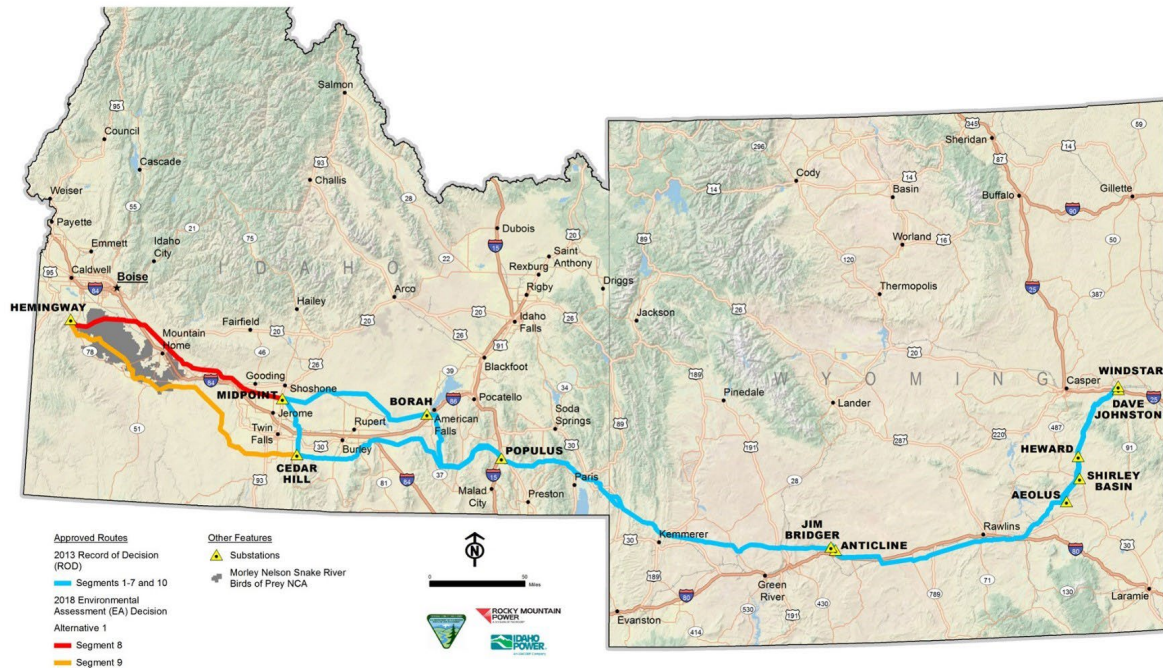 Salmon
Council
Cascade
Challis
Weiser
Payette
Emmett
Idaho
City
Caldwell
Boise
IDAHO
HEMINGWAY
Mountain
Home
Fairfield
Hailey
Arco
Dubois
Saint
Anthony
Rexburg
Rigby
Driggs
Idaho
Falls
Blackfoot
Gooding
Shoshone
MIDPOINT
Jerome
Twin
Falls
Rupert
Burley
BORAH
American
Falls
Pocatello
Soda
Springs
CEDAR
HILL
POPULUS
Malad
City
Preston
Paris
Sheridan
Cody
Basin
Buffalo
Gillette
Worland
Thermopolis
Jackson
WYOMING
Pinedale
Lander
Casper
WINDSTAR
DAVE
JOHNSTON
HEWARD
SHIRLEY
BASIN
AEOLUS
Kemmerer
JIM
BRIDGER
ANTICLINE
Rawlins
Green
River
Evanston
Laramie
Approved Routes
2013 Record of Decision
(ROD)
Segments 1-7 and 10
2018 Environmental
Assessment (EA) Decision
Alternative 1
Segment 8
Segment 9
Other Features
Substations
Morley Nelson Snake River
Birds of Prey NCA
N
0 50
Miles
ROCKY MOUNTAIN
POWER
IDAHO
POWER